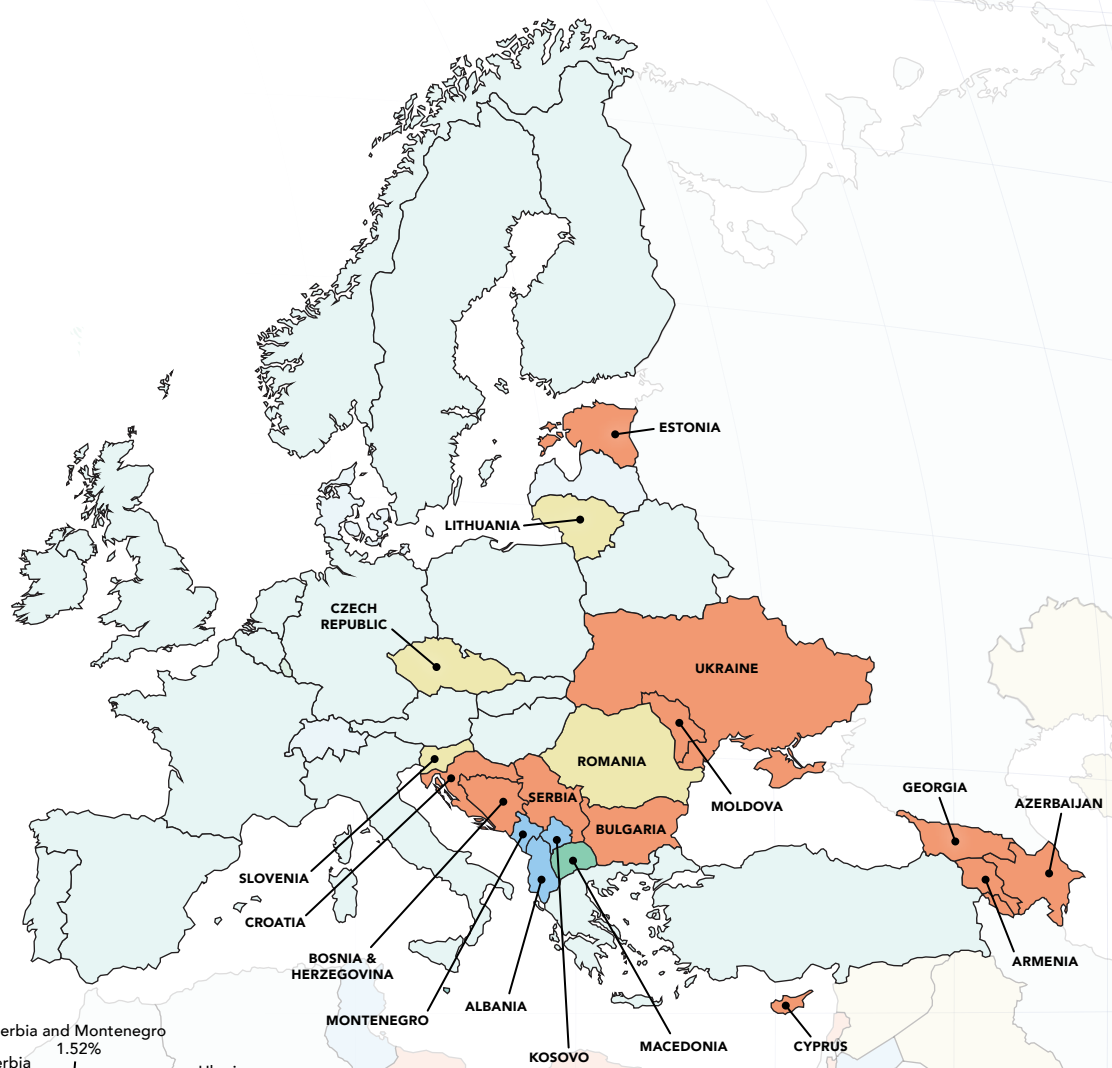 ESTONIA
LITHUANIA
CZECH
REPUBLIC
UKRAINE
ROMANIA
MOLDOVA
SERBIA
BULGARIA
GEORGIA
AZERBAIJAN
SLOVENIA
CROATIA
BOSNIA &
HERZEGOVINA
ARMENIA
MONTENEGRO
ALBANIA
KOSOVO
MACEDONIA
CYPRUS
erbia and Montenegro
1.52%
erbia